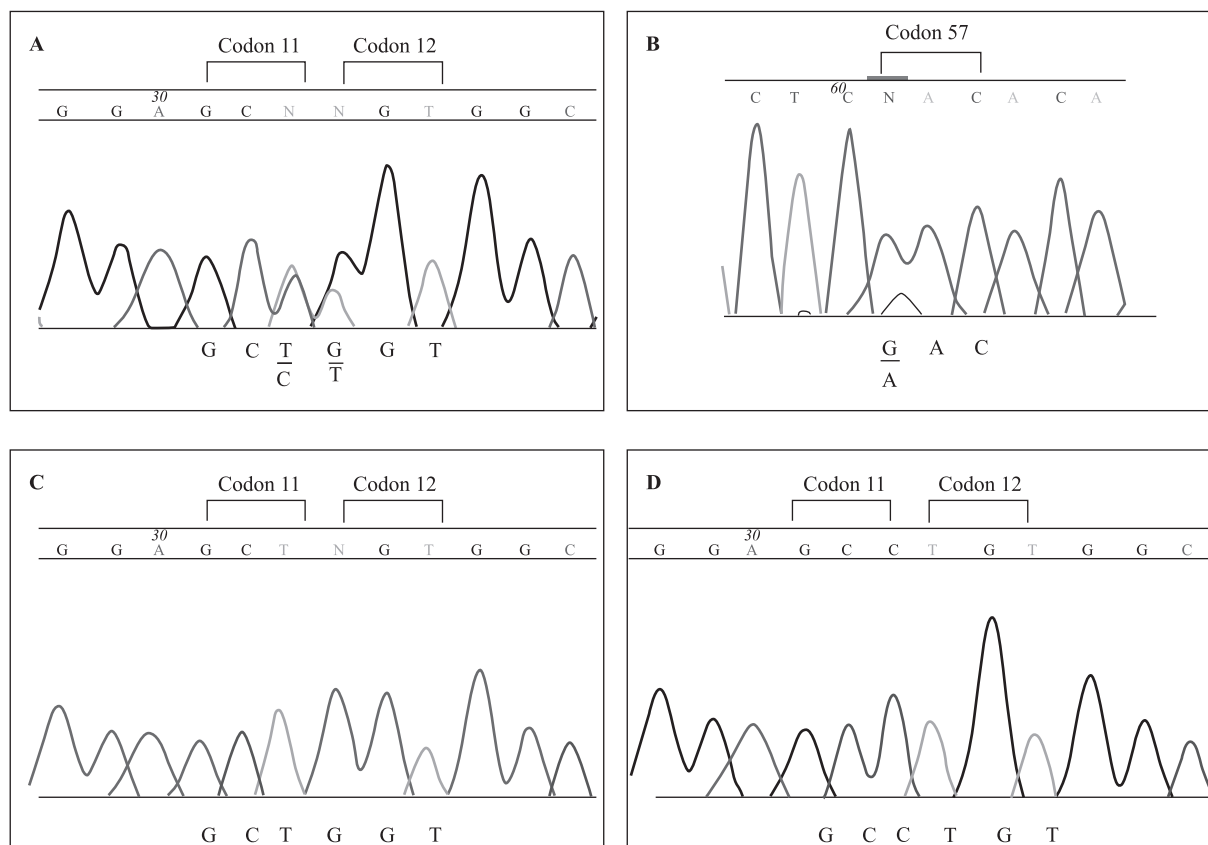 A
Codon 11 Codon 12
30
G G A G C N N G T G G C
G C T G G T
C T
B
Codon 57
60
C T C N A C A C A
G A C
A
C
Codon 11 Codon 12
30
G G A G C T N G T G G C
G C T G G T
D
Codon 11 Codon 12
30
G G A G C C T G T G G C
G C C T G T